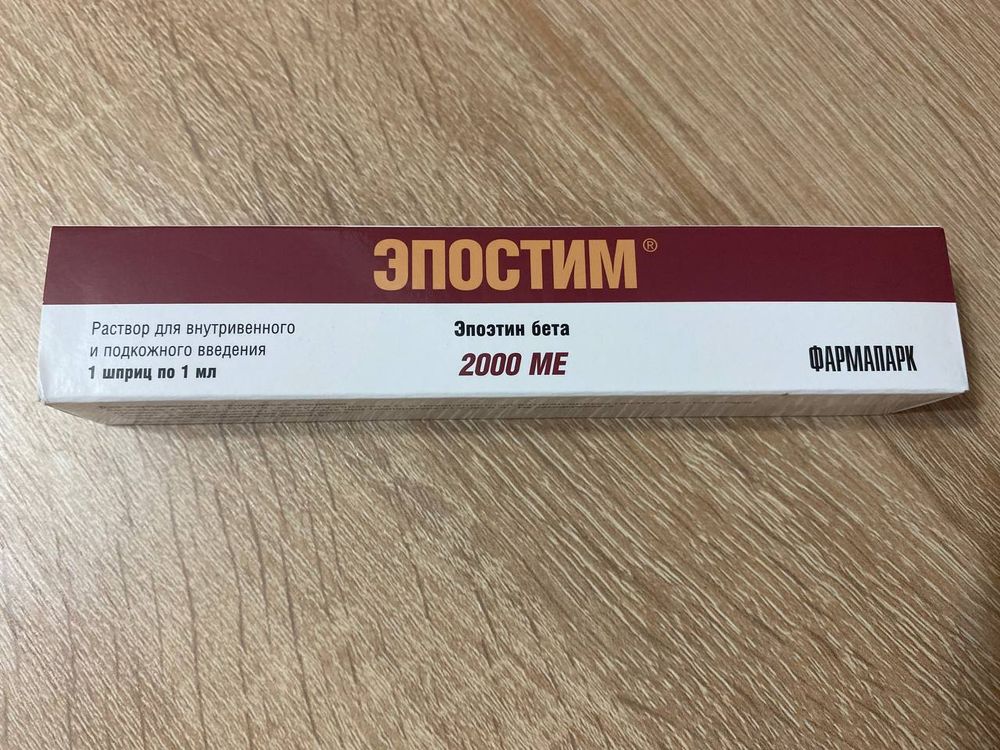 ЭПОСТИМ®
Раствор для внутривенного
и подкожного введения
1 шприц по 1 мл
Эпоэтин бета
2000 МЕ
ФАРМАПАРК